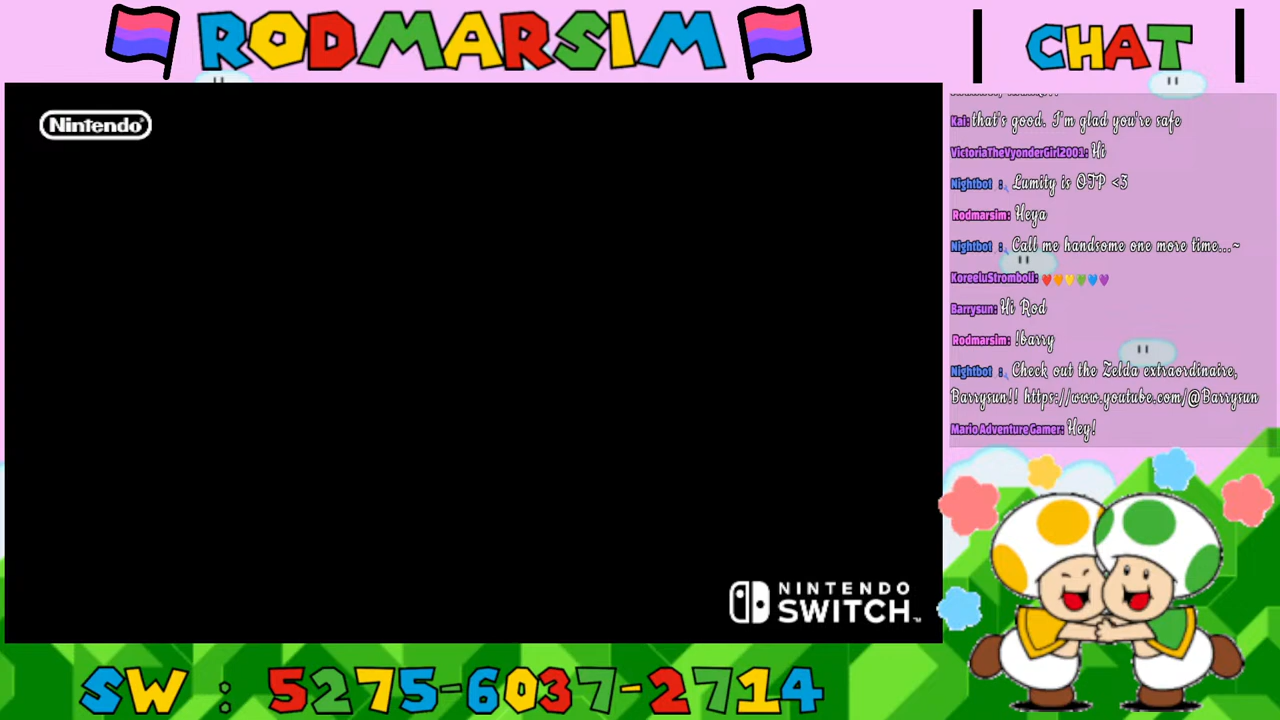 RODMARSIM
CHAT
Nintendo®
Kai: that's good. I'm glad you're safe
VictoriaTheVyonderGirl2001: Hi
Nightbot : Lumity is OTP <3
Rodmarsim: Heya
Nightbot : Call me handsome one more time...~
KoreeluStromboli: ❤️🧡💛💚💙💜
Barrysun: Hi Rod
Rodmarsim: !barry
Nightbot : Check out the Zelda extraordinaire,
Barrysun!! https://www.youtube.com/@Barrysun
Mario Adventure Gamer: Hey!
NINTENDO
SWITCH™
SW : 5275-6037-2714